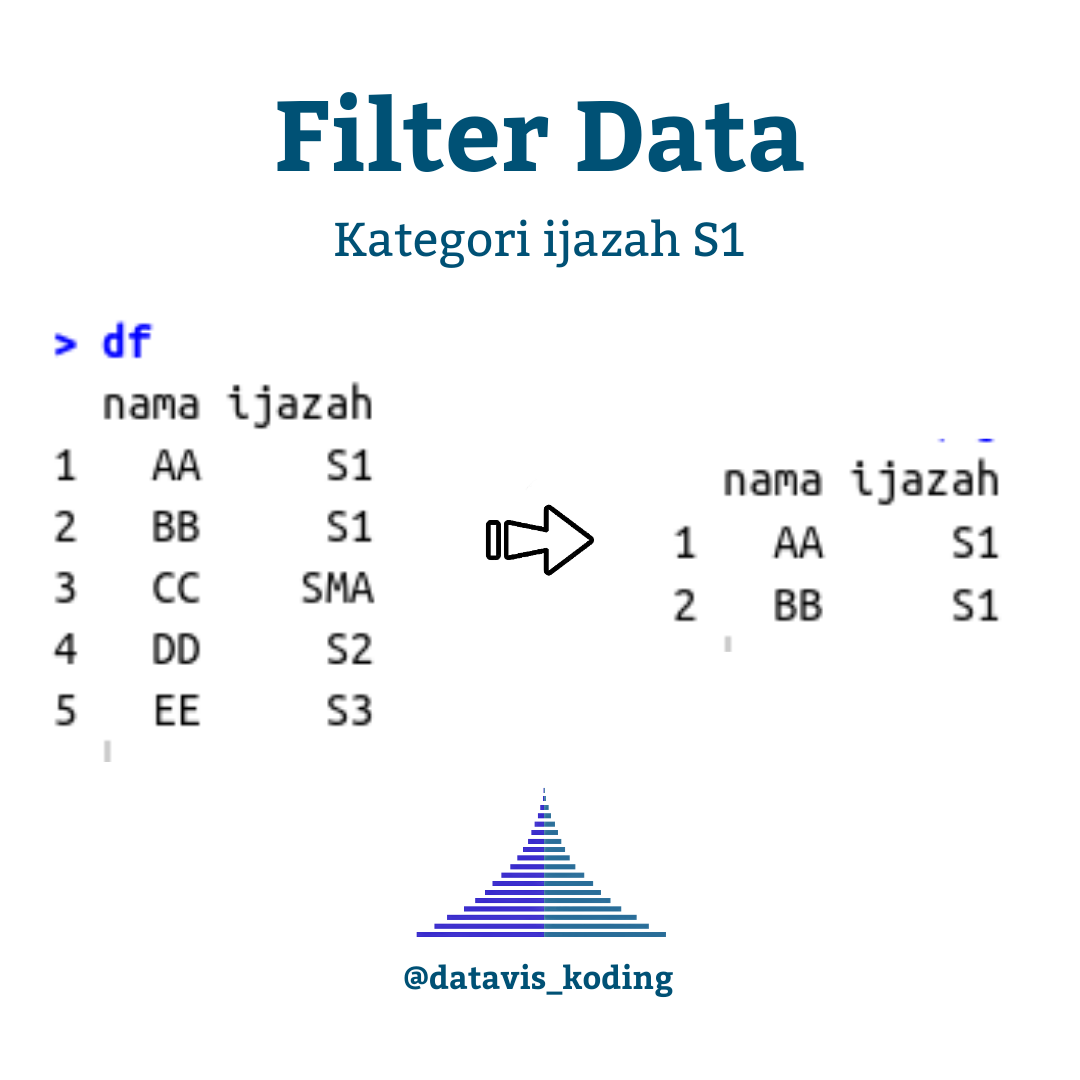 Filter Data
Kategori ijazah S1
> df
nama ijazah
1 AA S1
2 BB S1
3 CC SMA
4 DD S2
5 EE S3
nama ijazah
1 AA S1
2 BB S1
@datavis_koding